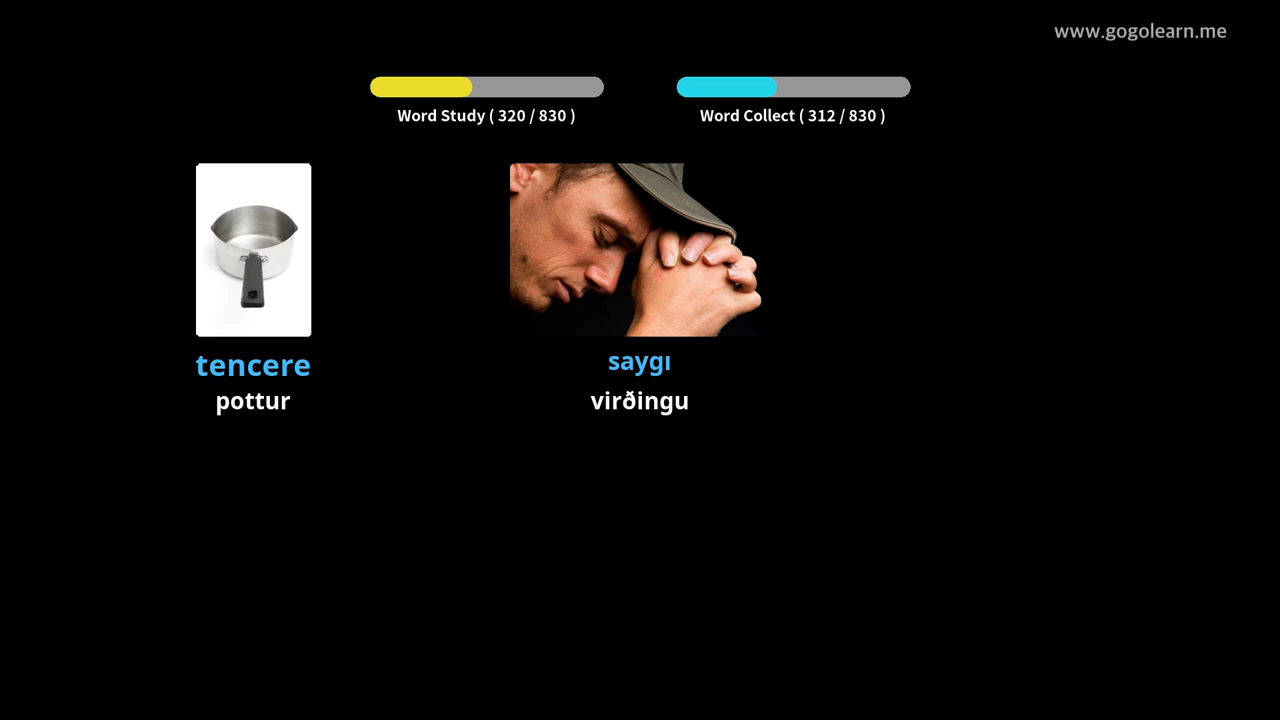 www.gogolearn.me
Word Study ( 320 / 830 )
Word Collect ( 312 / 830 )
tencere
pottur
saygı
virðingu